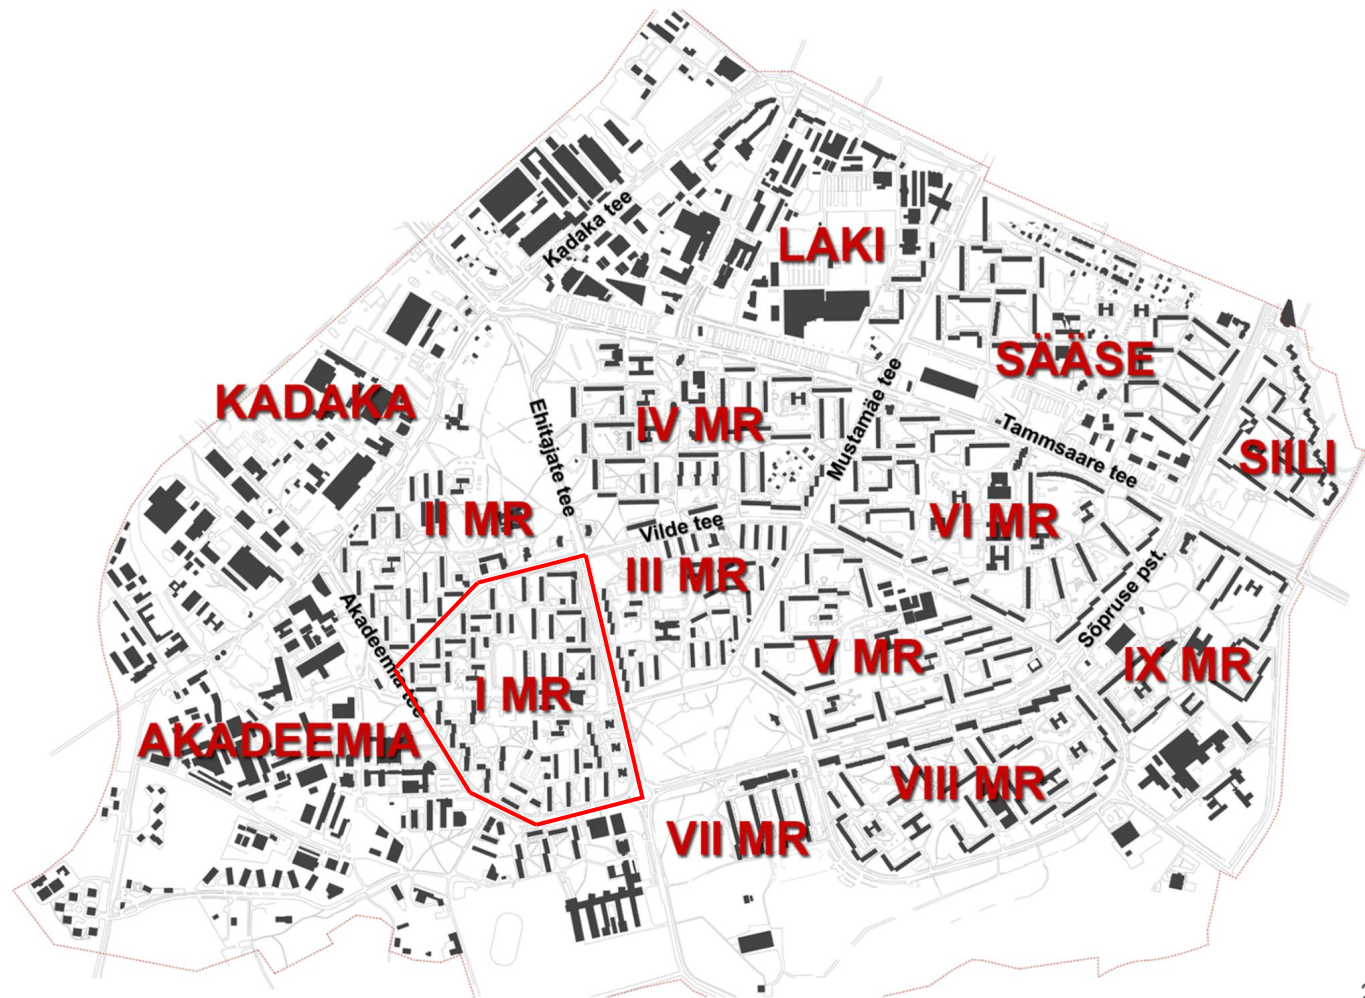 Kadaka tee
LAKI
SÄÄSE
KADAKA
Mustamäe tee
IV MR
Ehitajate tee
Tammsaare tee
SIILI
II MR
Vilde tee
VI MR
III MR
Akadeemia tee
Sõpruse pst.
V MR
IX MR
I MR
AKADEEMIA
VIII MR
VII MR